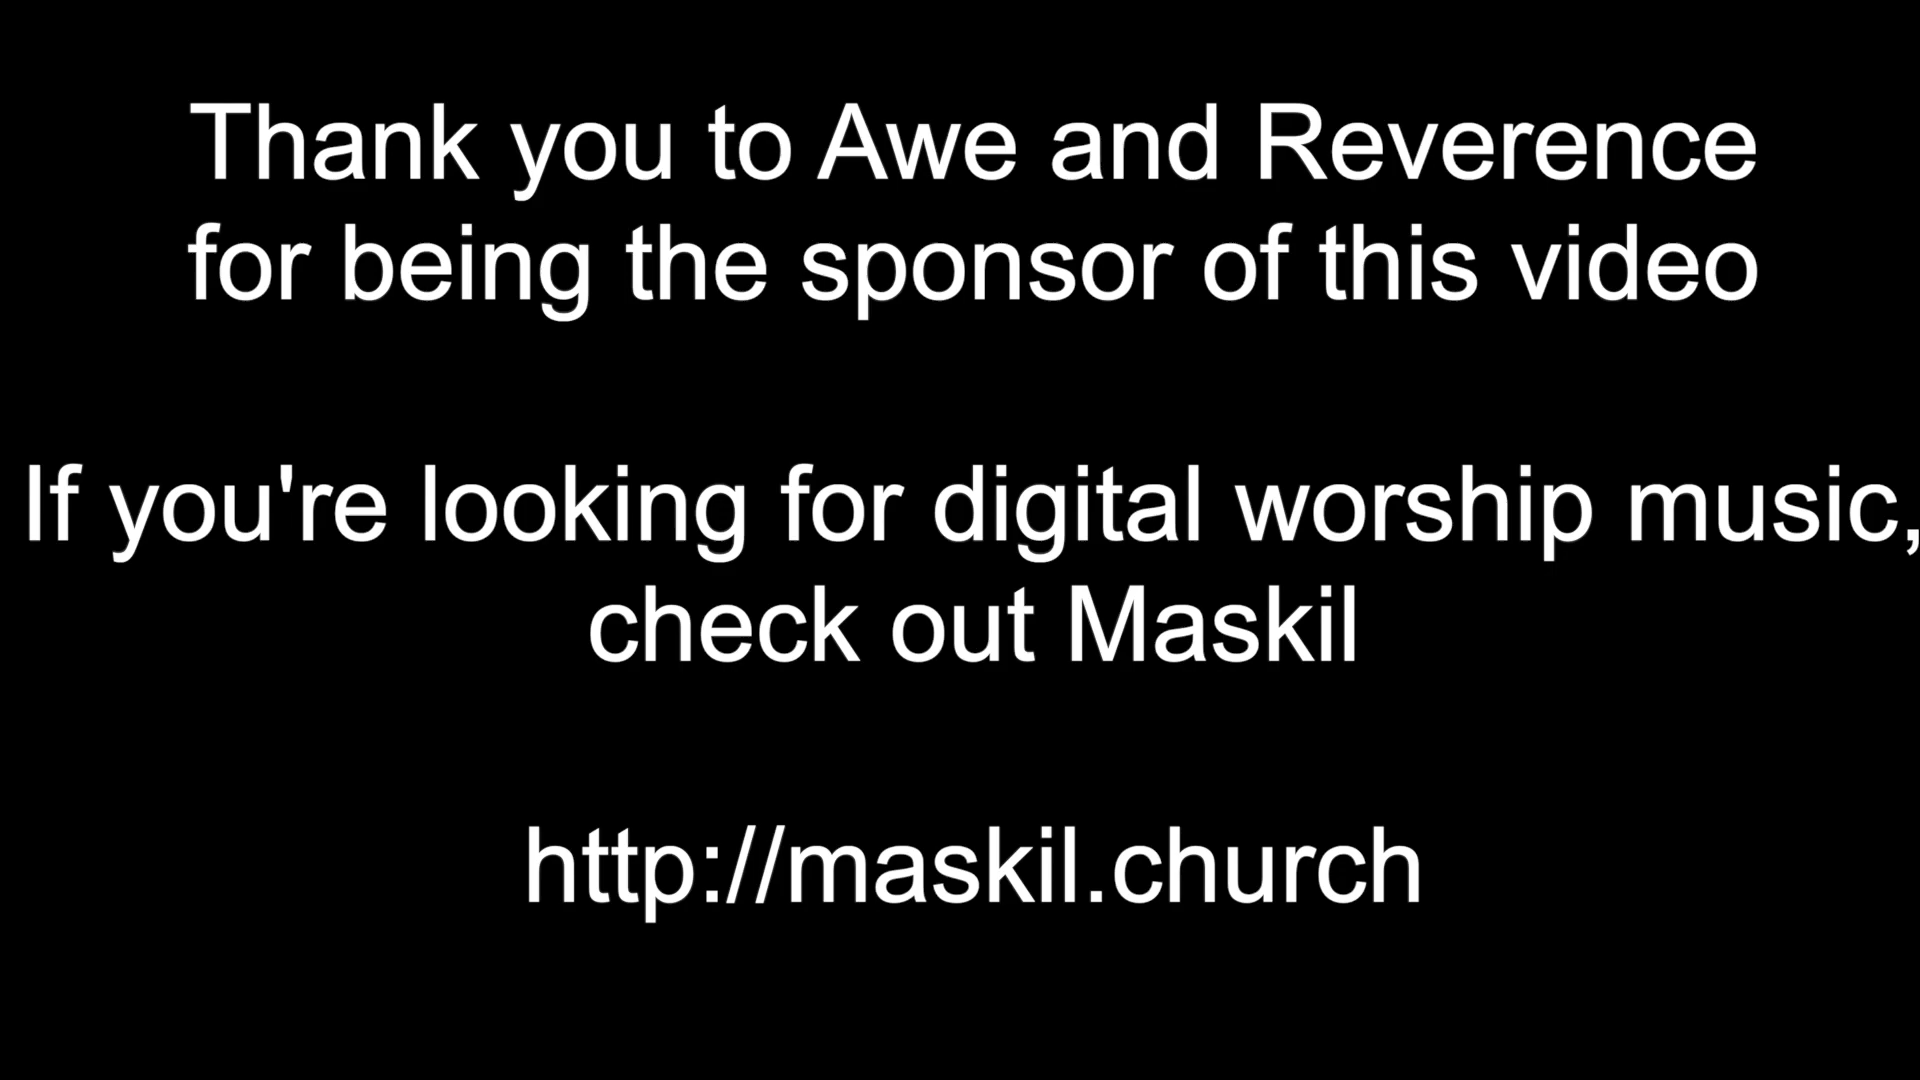 Thank you to Awe and Reverence
for being the sponsor of this video
If you're looking for digital worship music,
check out Maskil
http://maskil.church